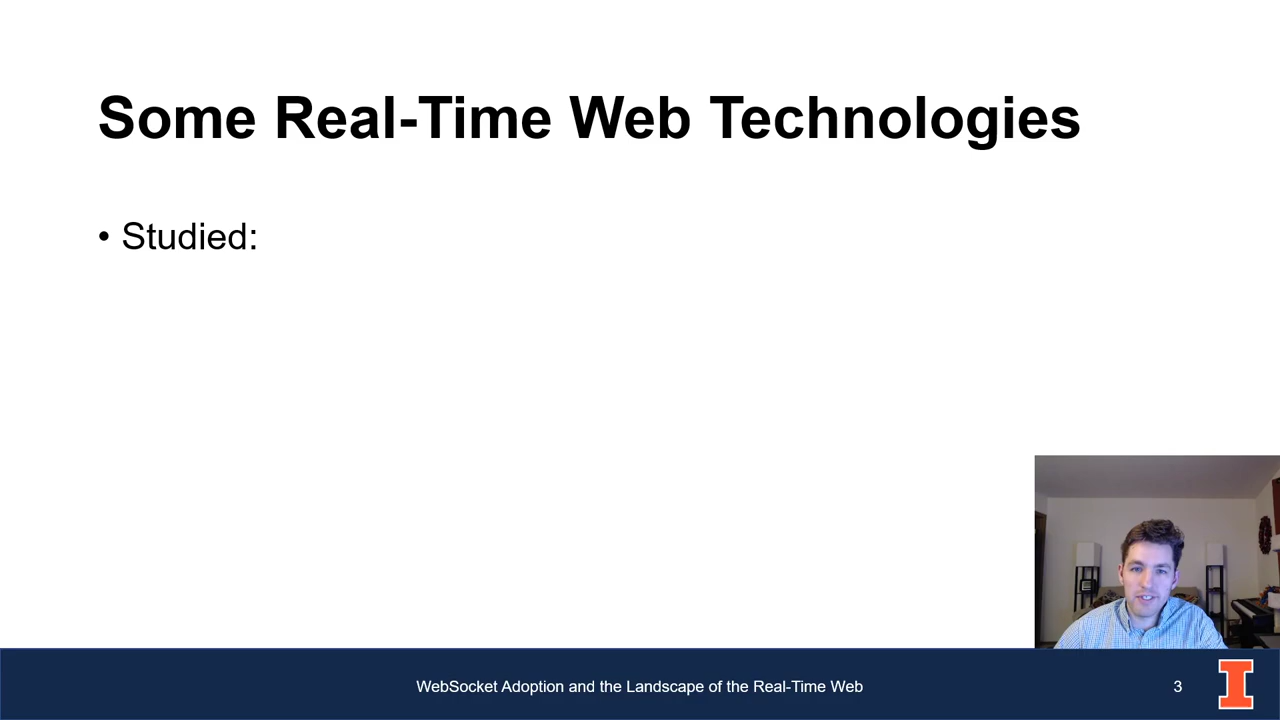 Some Real-Time Web Technologies
• Studied:
WebSocket Adoption and the Landscape of the Real-Time Web
3
I